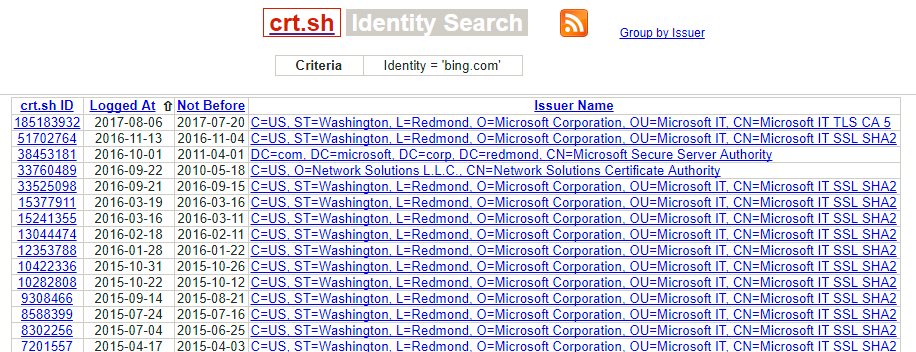 crt.sh Identity Search Group by Issuer
Criteria Identity = 'bing.com'
crt.sh ID Logged At ⇧ Not Before Issuer Name
185183932 2017-08-06 2017-07-20 C=US, ST=Washington, L=Redmond, O=Microsoft Corporation, OU=Microsoft IT, CN=Microsoft IT TLS CA 5
51702764 2016-11-13 2016-11-04 C=US, ST=Washington, L=Redmond, O=Microsoft Corporation, OU=Microsoft IT, CN=Microsoft IT SSL SHA2
38453181 2016-10-01 2011-04-01 DC=com, DC=microsoft, DC=corp, DC=redmond, CN=Microsoft Secure Server Authority
33760489 2016-09-22 2010-05-18 C=US, O=Network Solutions L.L.C., CN=Network Solutions Certificate Authority
33525098 2016-09-21 2016-09-15 C=US, ST=Washington, L=Redmond, O=Microsoft Corporation, OU=Microsoft IT, CN=Microsoft IT SSL SHA2
15377911 2016-03-19 2016-03-16 C=US, ST=Washington, L=Redmond, O=Microsoft Corporation, OU=Microsoft IT, CN=Microsoft IT SSL SHA2
15241355 2016-03-16 2016-03-11 C=US, ST=Washington, L=Redmond, O=Microsoft Corporation, OU=Microsoft IT, CN=Microsoft IT SSL SHA2
13044474 2016-02-18 2016-02-11 C=US, ST=Washington, L=Redmond, O=Microsoft Corporation, OU=Microsoft IT, CN=Microsoft IT SSL SHA2
12353788 2016-01-28 2016-01-22 C=US, ST=Washington, L=Redmond, O=Microsoft Corporation, OU=Microsoft IT, CN=Microsoft IT SSL SHA2
10422336 2015-10-31 2015-10-26 C=US, ST=Washington, L=Redmond, O=Microsoft Corporation, OU=Microsoft IT, CN=Microsoft IT SSL SHA2
10282808 2015-10-22 2015-10-12 C=US, ST=Washington, L=Redmond, O=Microsoft Corporation, OU=Microsoft IT, CN=Microsoft IT SSL SHA2
9308466 2015-09-14 2015-08-21 C=US, ST=Washington, L=Redmond, O=Microsoft Corporation, OU=Microsoft IT, CN=Microsoft IT SSL SHA2
8588399 2015-07-24 2015-07-16 C=US, ST=Washington, L=Redmond, O=Microsoft Corporation, OU=Microsoft IT, CN=Microsoft IT SSL SHA2
8302256 2015-07-04 2015-06-25 C=US, ST=Washington, L=Redmond, O=Microsoft Corporation, OU=Microsoft IT, CN=Microsoft IT SSL SHA2
7201557 2015-04-17 2015-04-03 C=US, ST=Washington, L=Redmond, O=Microsoft Corporation, OU=Microsoft IT, CN=Microsoft IT SSL SHA2